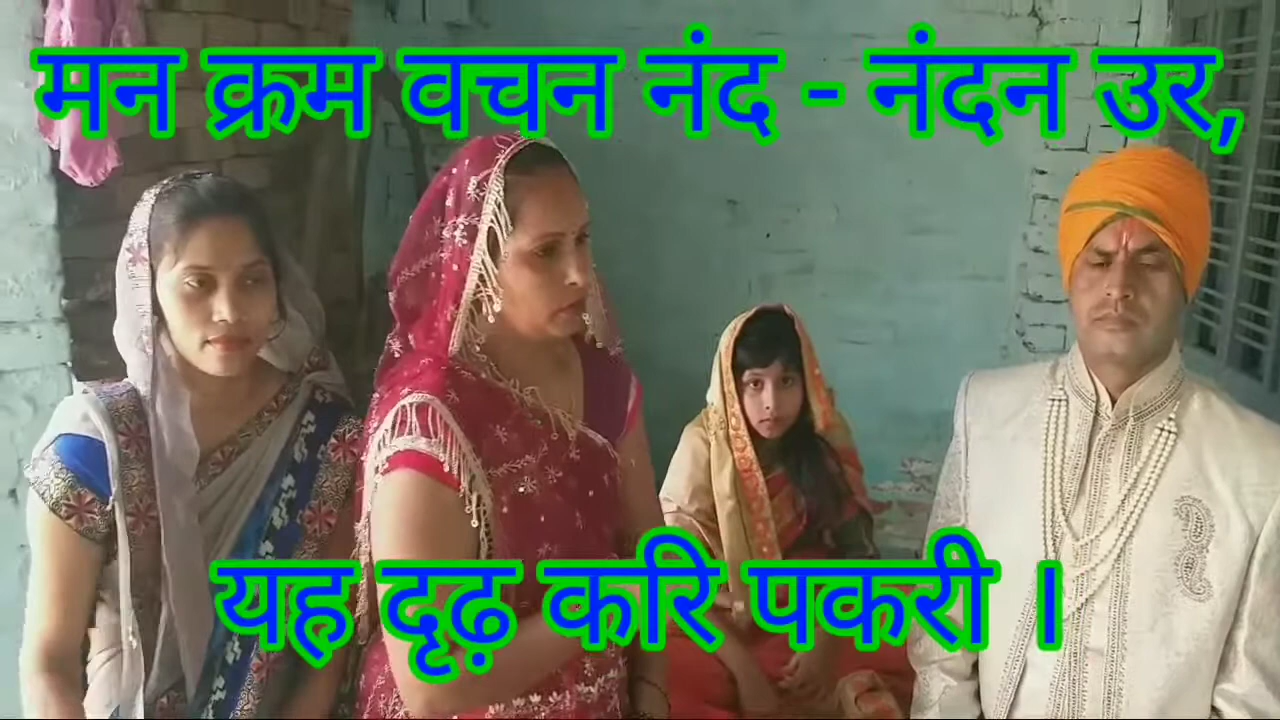 मन क्रम वचन नंद - नंदन उर,
यह दृढ़ करि पकरी ।